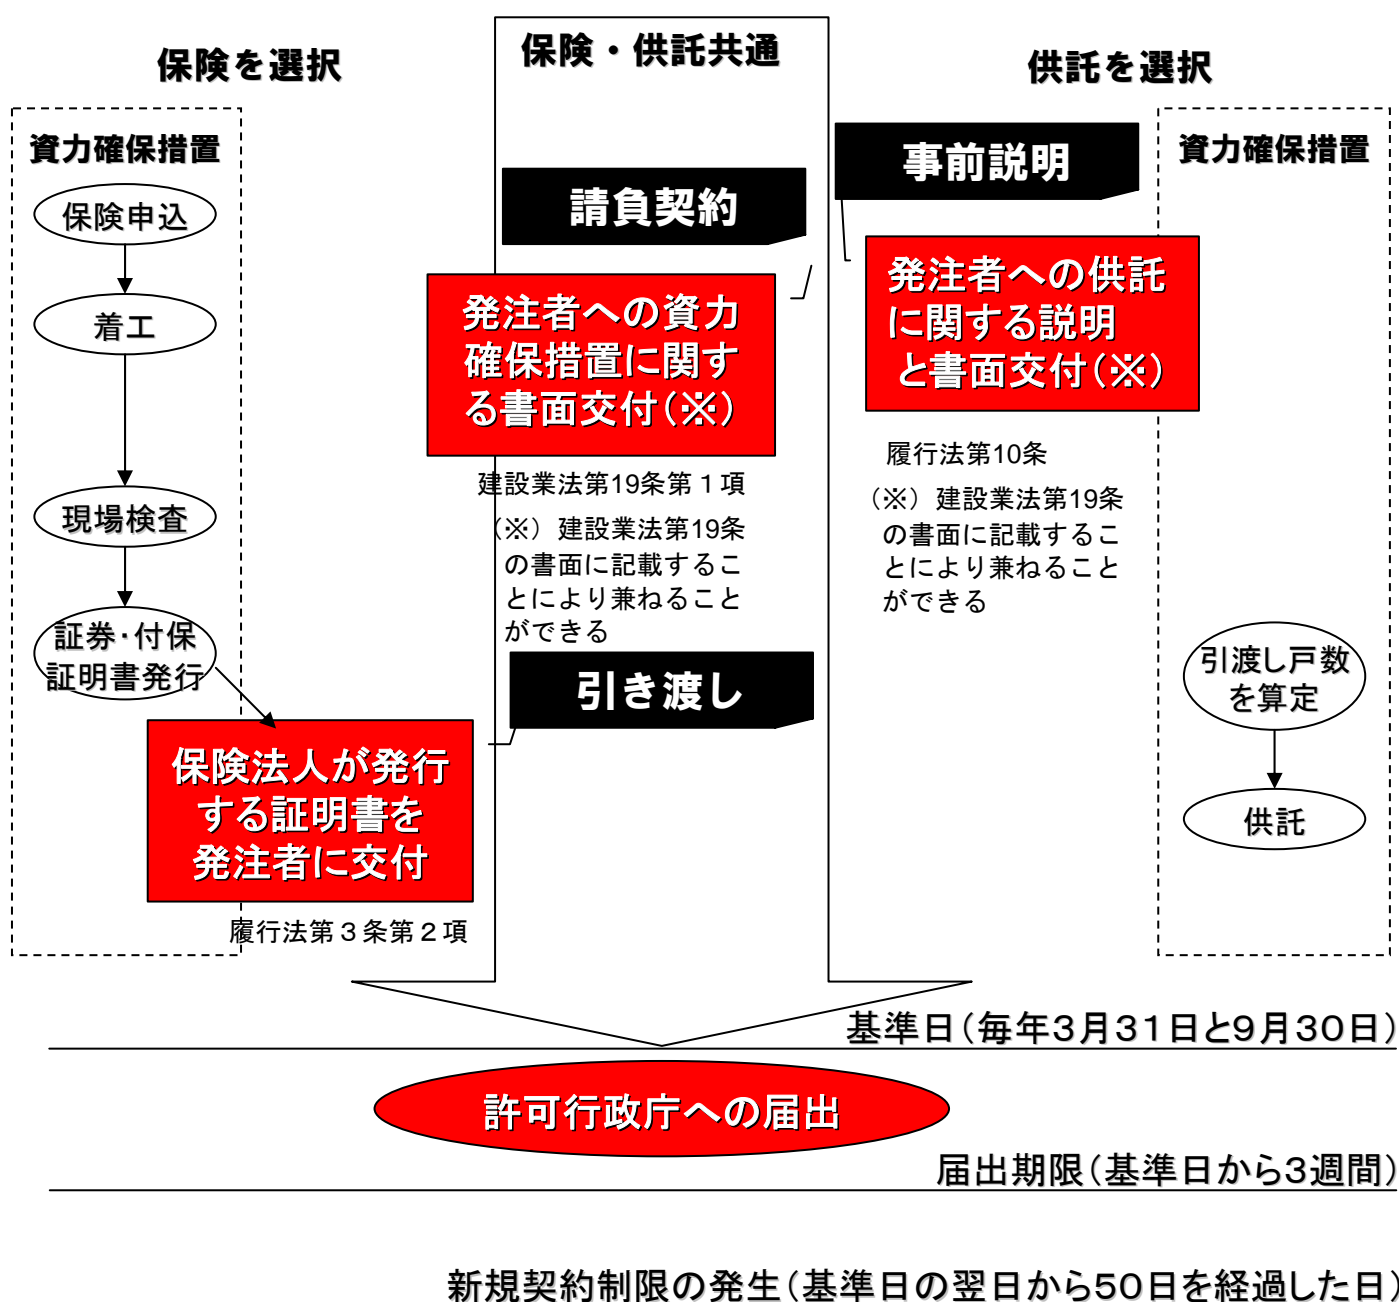 保険を選択
保険・供託共通
供託を選択
資力確保措置
保険申込
着工
現場検査
証券・付保
証明書発行
保険法人が発行
する証明書を
発注者に交付
履行法第３条第２項
請負契約
発注者への資力
確保措置に関す
る書面交付(※)
建設業法第19条第１項
（※）建設業法第19条
の書面に記載するこ
とにより兼ねること
ができる
引き渡し
事前説明
発注者への供託
に関する説明
と書面交付(※)
履行法第10条
（※）建設業法第19条
の書面に記載するこ
とにより兼ねること
ができる
資力確保措置
引渡し戸数
を算定
供託
基準日(毎年3月31日と9月30日)
許可行政庁への届出
届出期限(基準日から3週間)
新規契約制限の発生(基準日の翌日から50日を経過した日)